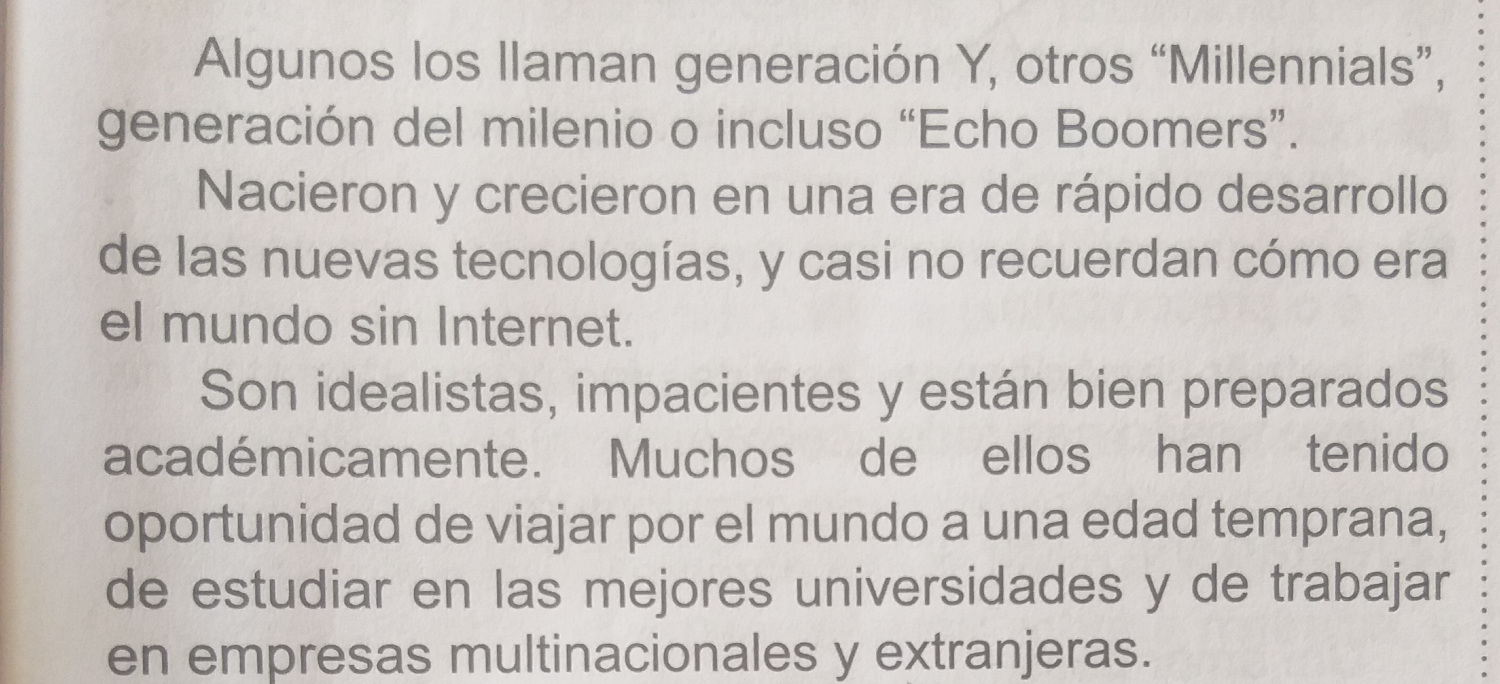 Algunos los llaman generación Y, otros “Millennials”,
generación del milenio o incluso “Echo Boomers”.
Nacieron y crecieron en una era de rápido desarrollo
de las nuevas tecnologías, y casi no recuerdan cómo era
el mundo sin Internet.
Son idealistas, impacientes y están bien preparados
académicamente. Muchos de ellos han tenido
oportunidad de viajar por el mundo a una edad temprana,
de estudiar en las mejores universidades y de trabajar
en empresas multinacionales y extranjeras.